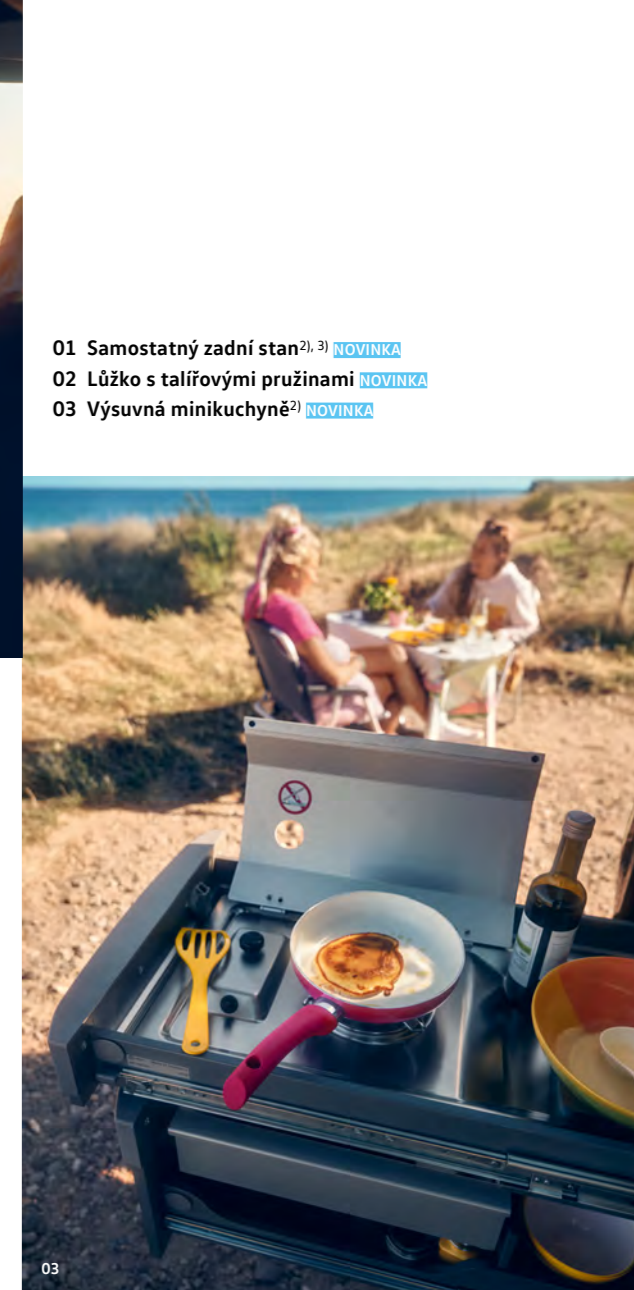 01 Samostatný zadní stan2), 3) NOVINKA
02 Lůžko s talířovými pružinami NOVINKA
03 Výsuvná minikuchyně2) NOVINKA
03